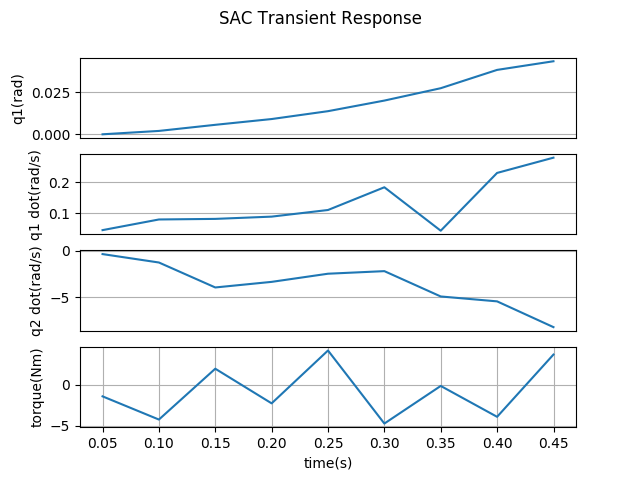 SAC Transient Response
q1(rad)
0.025
0.000
q1 dot(rad/s)
0.2
0.1
q2 dot(rad/s)
0
−5
torque(Nm)
0
−5
0.05 0.10 0.15 0.20 0.25 0.30 0.35 0.40 0.45
time(s)